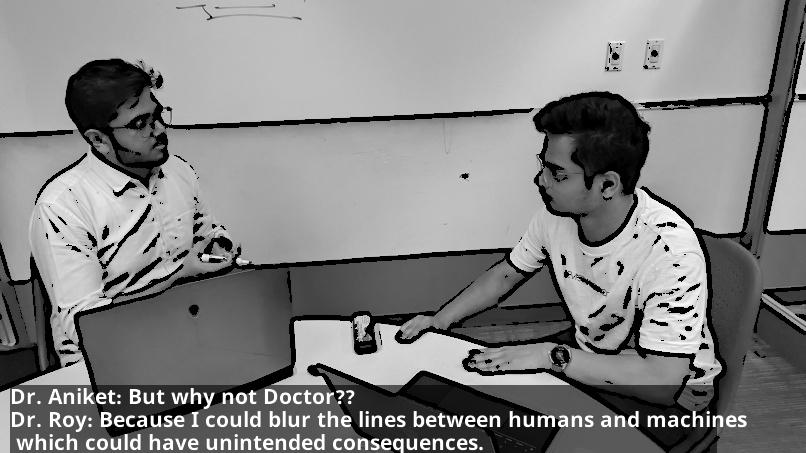 Dr. Aniket: But why not Doctor??
Dr. Roy: Because I could blur the lines between humans and machines
which could have unintended consequences.